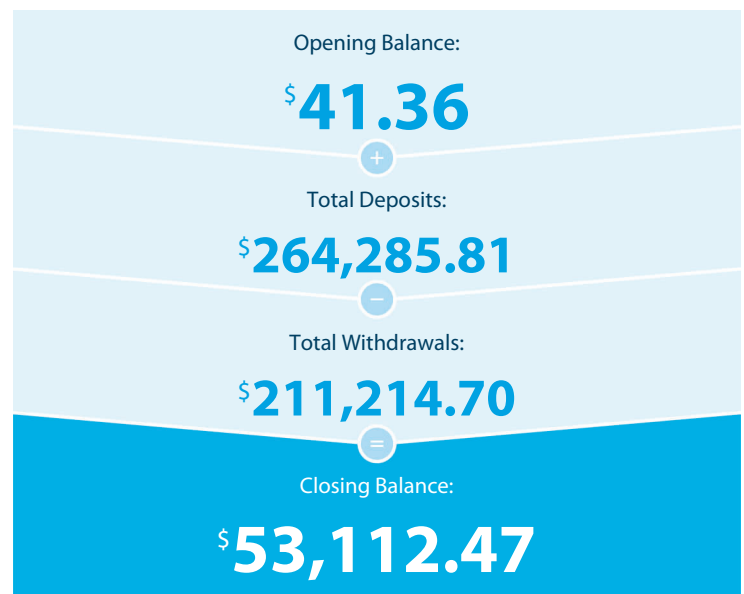 Opening Balance:
$41.36
+
Total Deposits:
$264,285.81
−
Total Withdrawals:
$211,214.70
=
Closing Balance:
$53,112.47